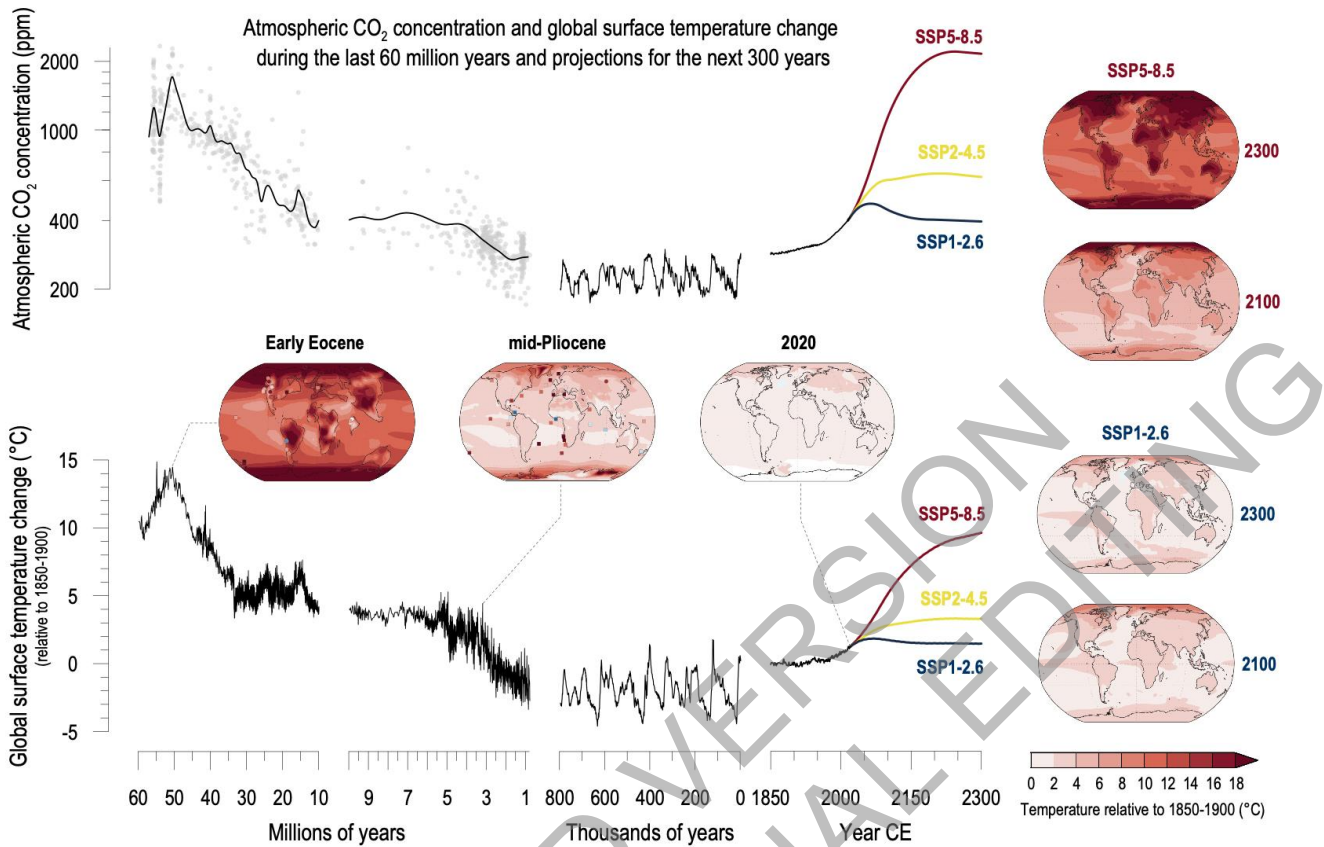 Atmospheric CO₂ concentration and global surface temperature change
during the last 60 million years and projections for the next 300 years
Atmospheric CO₂ concentration (ppm)
2000
1000
400
200
SSP5-8.5
SSP2-4.5
SSP1-2.6
SSP5-8.5
2300
2100
Early Eocene
mid-Pliocene
2020
Global surface temperature change (°C)
(relative to 1850-1900)
15
10
5
0
-5
SSP5-8.5
SSP2-4.5
SSP1-2.6
SSP1-2.6
2300
2100
60 50 40 30 20 10
9 7 5 3 1
800 600 400 200 0
1850 2000 2150 2300
Millions of years
Thousands of years
Year CE
0 2 4 6 8 10 12 14 16 18
Temperature relative to 1850-1900 (°C)
VERSION
EDITING